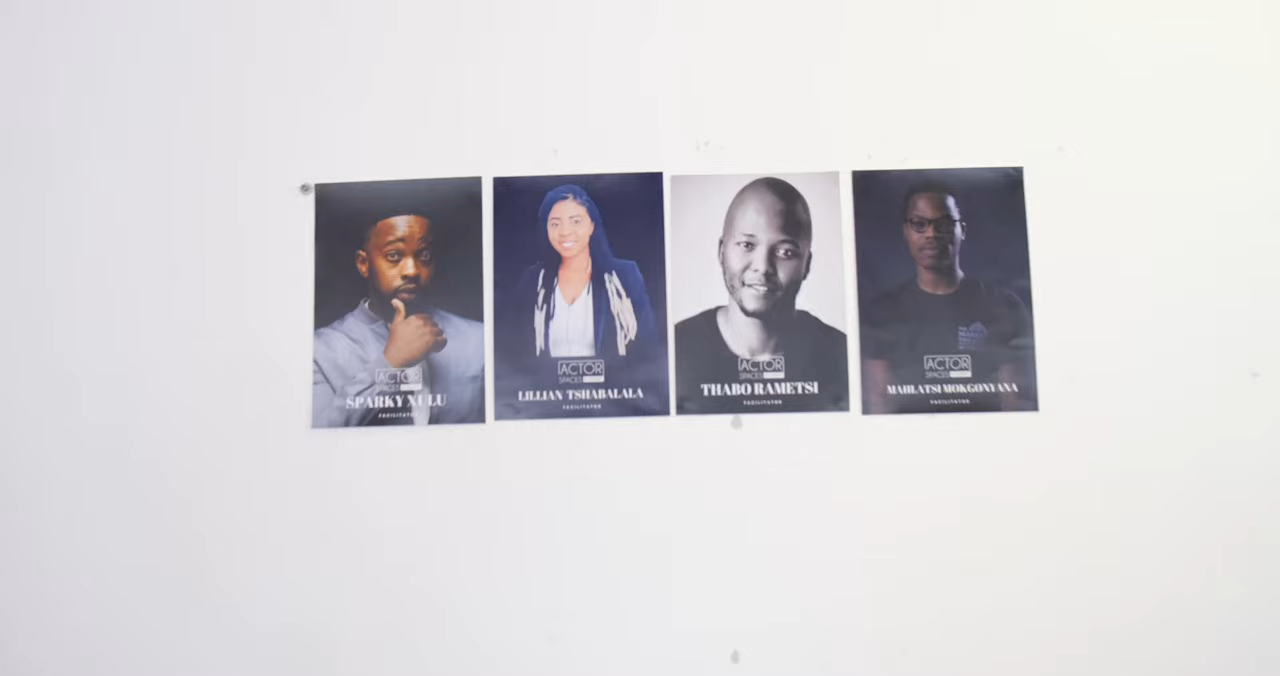 ACTOR
SPACES
SPARKY XULU
FACILITATOR
ACTOR
SPACES
LILLIAN TSHABALALA
FACILITATOR
ACTOR
SPACES
THABO RAMETSI
FACILITATOR
ACTOR
SPACES
MAHLATSI MOKGONYANA
FACILITATOR